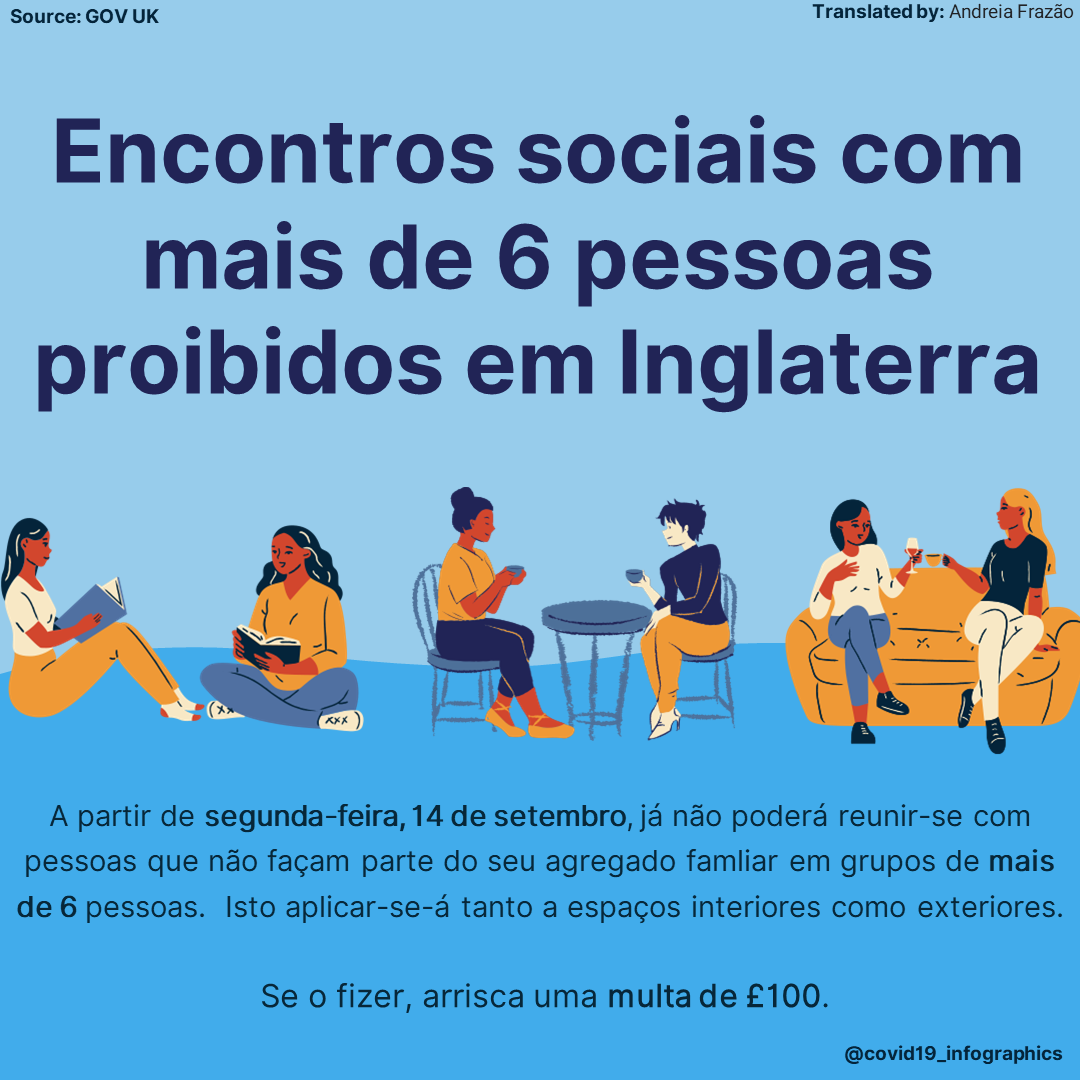 Source: GOV UK
Translated by: Andreia Frazão
Encontros sociais com
mais de 6 pessoas
proibidos em Inglaterra
A partir de segunda-feira, 14 de setembro, já não poderá reunir-se com
pessoas que não façam parte do seu agregado famliar em grupos de mais
de 6 pessoas. Isto aplicar-se-á tanto a espaços interiores como exteriores.
Se o fizer, arrisca uma multa de £100.
@covid19_infographics